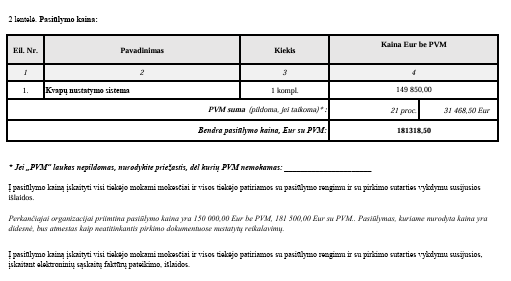 2 lentelė. Pasiūlymo kaina:
Eil. Nr. Pavadinimas Kiekis Kaina Eur be PVM
1 2 3 4
1. Kvapų nustatymo sistema 1 kompl. 149 850,00
PVM suma (pildoma, jei taikoma)*: 21 proc. 31 468,50 Eur
Bendra pasiūlymo kaina, Eur su PVM: 181318,50
* Jei „PVM“ laukas nepildomas, nurodykite priežastis, dėl kurių PVM nemokamas: ____________________
Į pasiūlymo kainą įskaityti visi tiekėjo mokami mokesčiai ir visos tiekėjo patiriamos su pasiūlymo rengimu ir su pirkimo sutarties vykdymu susijusios
išlaidos.
Perkančiajai organizacijai priimtina pasiūlymo kaina yra 150 000,00 Eur be PVM, 181 500,00 Eur su PVM.. Pasiūlymas, kuriame nurodyta kaina yra
didesnė, bus atmestas kaip neatitinkantis pirkimo dokumentuose nustatytų reikalavimų.
Į pasiūlymo kainą įskaityti visi tiekėjo mokami mokesčiai ir visos tiekėjo patiriamos su pasiūlymo rengimu ir su pirkimo sutarties vykdymu susijusios,
įskaitant elektroninių sąskaitų faktūrų pateikimo, išlaidos.